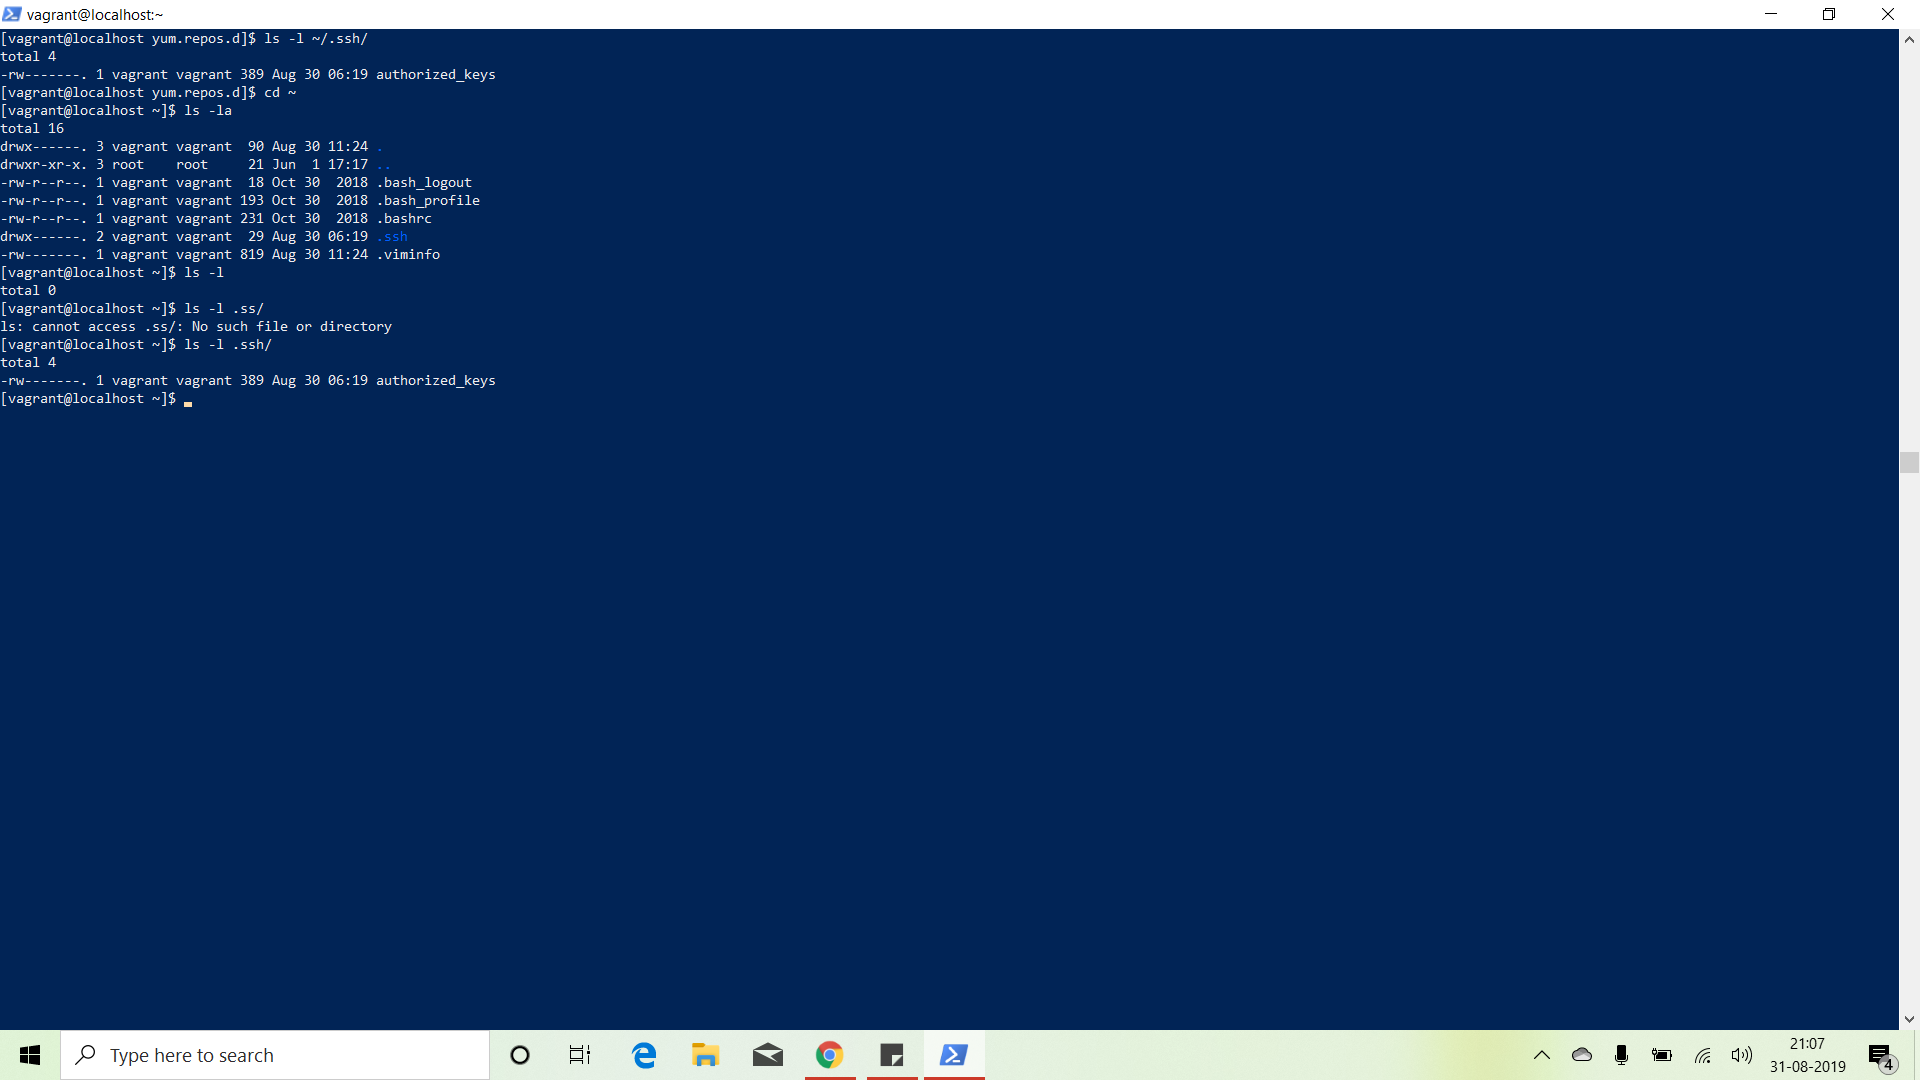 vagrant@localhost:~
[vagrant@localhost yum.repos.d]$ ls -l ~/.ssh/
total 4
-rw-------. 1 vagrant vagrant 389 Aug 30 06:19 authorized_keys
[vagrant@localhost yum.repos.d]$ cd ~
[vagrant@localhost ~]$ ls -la
total 16
drwx------. 3 vagrant vagrant  90 Aug 30 11:24 .
drwxr-xr-x. 3 root    root     21 Jun  1 17:17 ..
-rw-r--r--. 1 vagrant vagrant  18 Oct 30  2018 .bash_logout
-rw-r--r--. 1 vagrant vagrant 193 Oct 30  2018 .bash_profile
-rw-r--r--. 1 vagrant vagrant 231 Oct 30  2018 .bashrc
drwx------. 2 vagrant vagrant  29 Aug 30 06:19 .ssh
-rw-------. 1 vagrant vagrant 819 Aug 30 11:24 .viminfo
[vagrant@localhost ~]$ ls -l
total 0
[vagrant@localhost ~]$ ls -l .ss/
ls: cannot access .ss/: No such file or directory
[vagrant@localhost ~]$ ls -l .ssh/
total 4
-rw-------. 1 vagrant vagrant 389 Aug 30 06:19 authorized_keys
[vagrant@localhost ~]$
Type here to search
21:07
31-08-2019
4